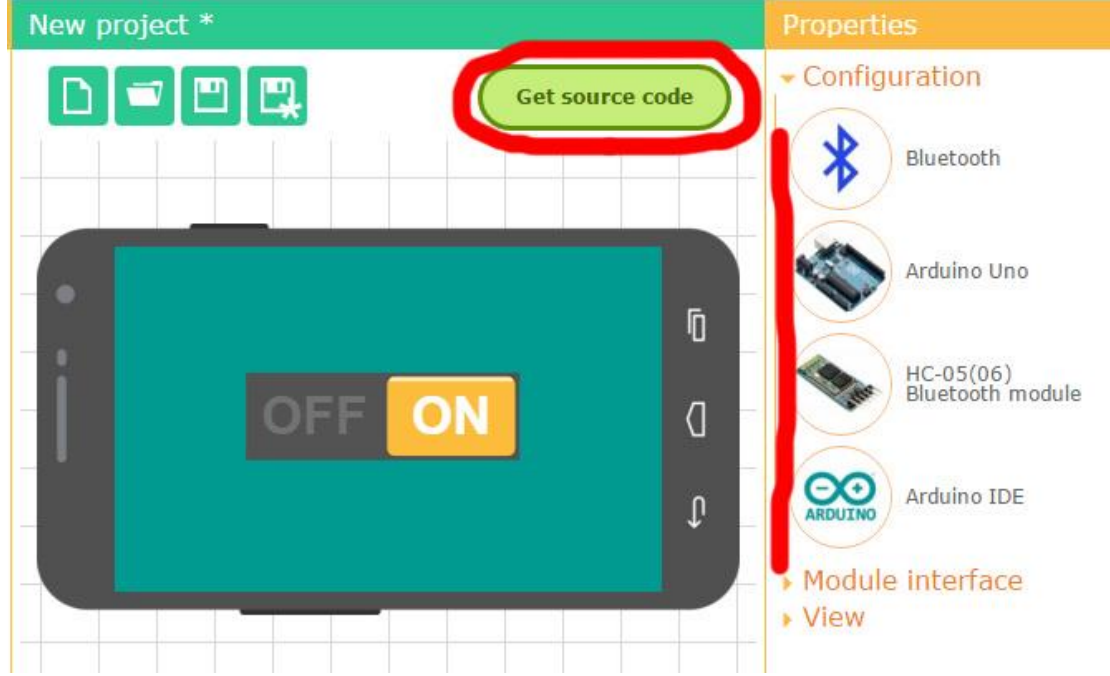 New project *
Get source code
OFF ON
Properties
Configuration
Bluetooth
Arduino Uno
HC-05(06)
Bluetooth module
ARDUINO
Arduino IDE
Module interface
View